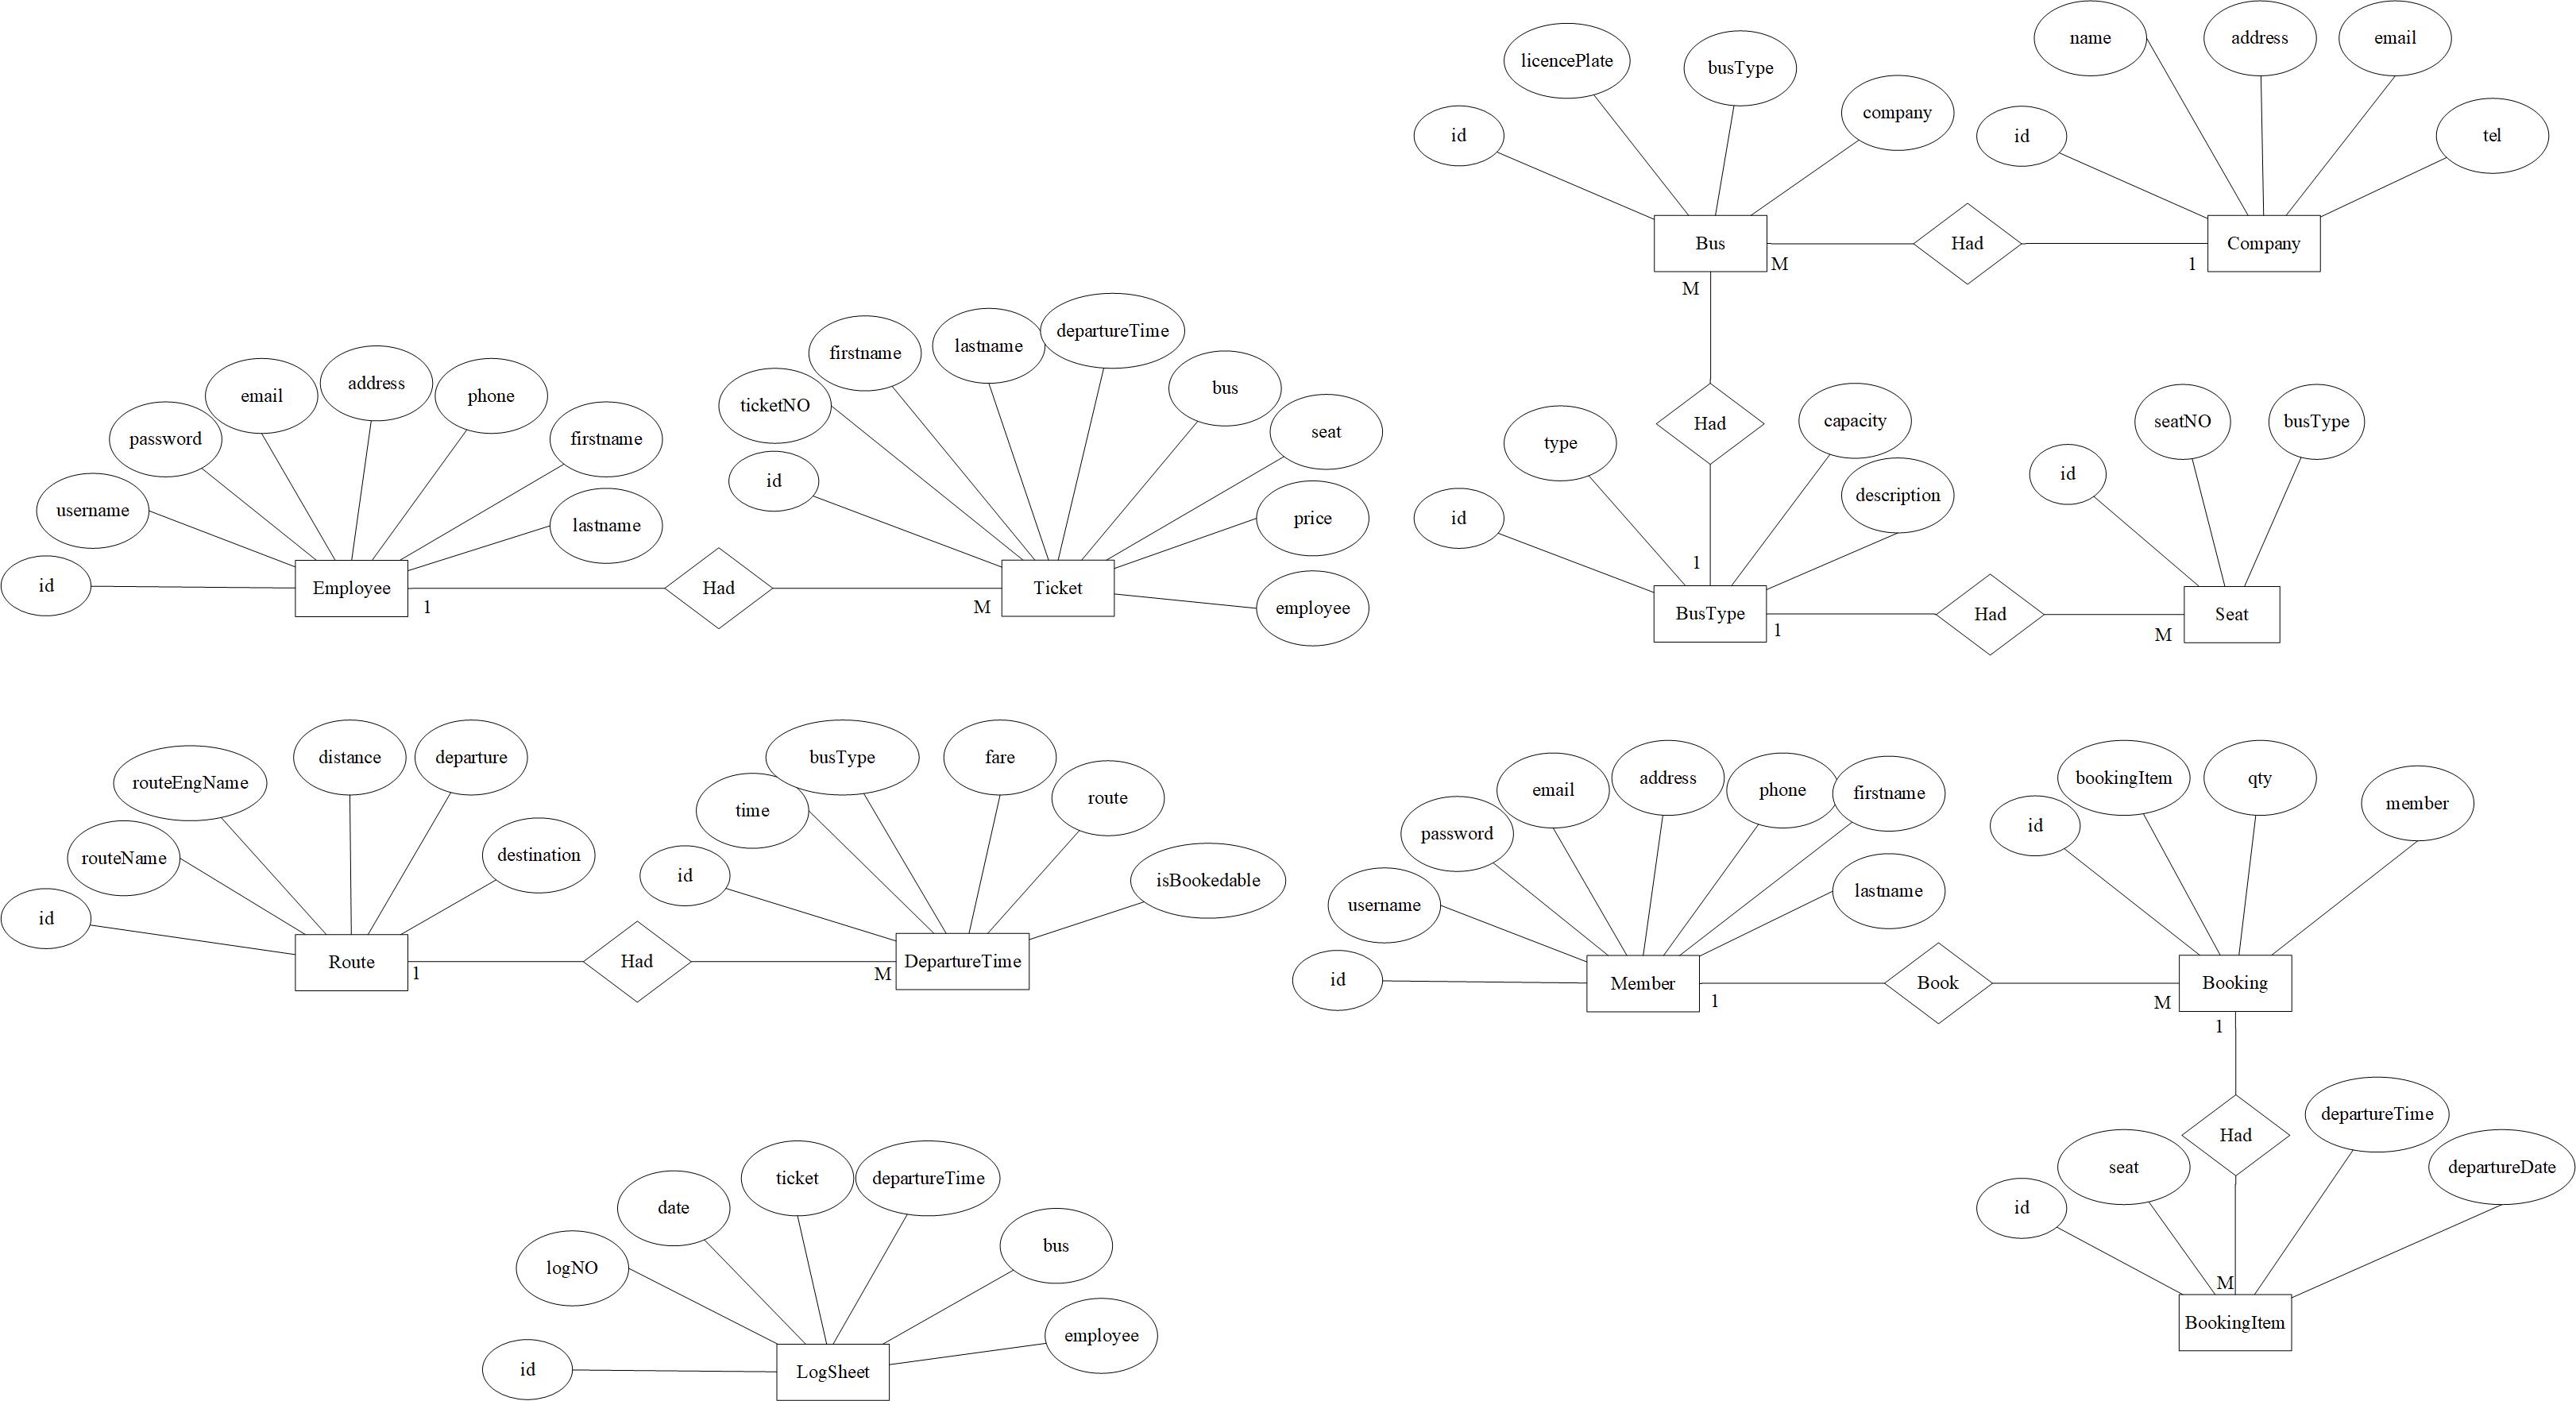 licencePlate
busType
company
id
Bus
M
M
Had
name
address
email
tel
id
Company
1
Had
1
type
capacity
description
id
BusType
1
Had
seatNO
busType
id
Seat
M
username
password
email
address
phone
firstname
lastname
id
Employee
1
Had
ticketNO
firstname
lastname
departureTime
bus
seat
price
employee
id
Ticket
M
routeName
routeEngName
distance
departure
destination
id
Route
1
Had
time
busType
fare
route
isBookedable
id
DepartureTime
M
username
password
email
address
phone
firstname
lastname
id
Member
1
Book
id
bookingItem
qty
member
Booking
M
1
Had
id
seat
departureTime
departureDate
M
BookingItem
logNO
date
ticket
departureTime
bus
employee
id
LogSheet